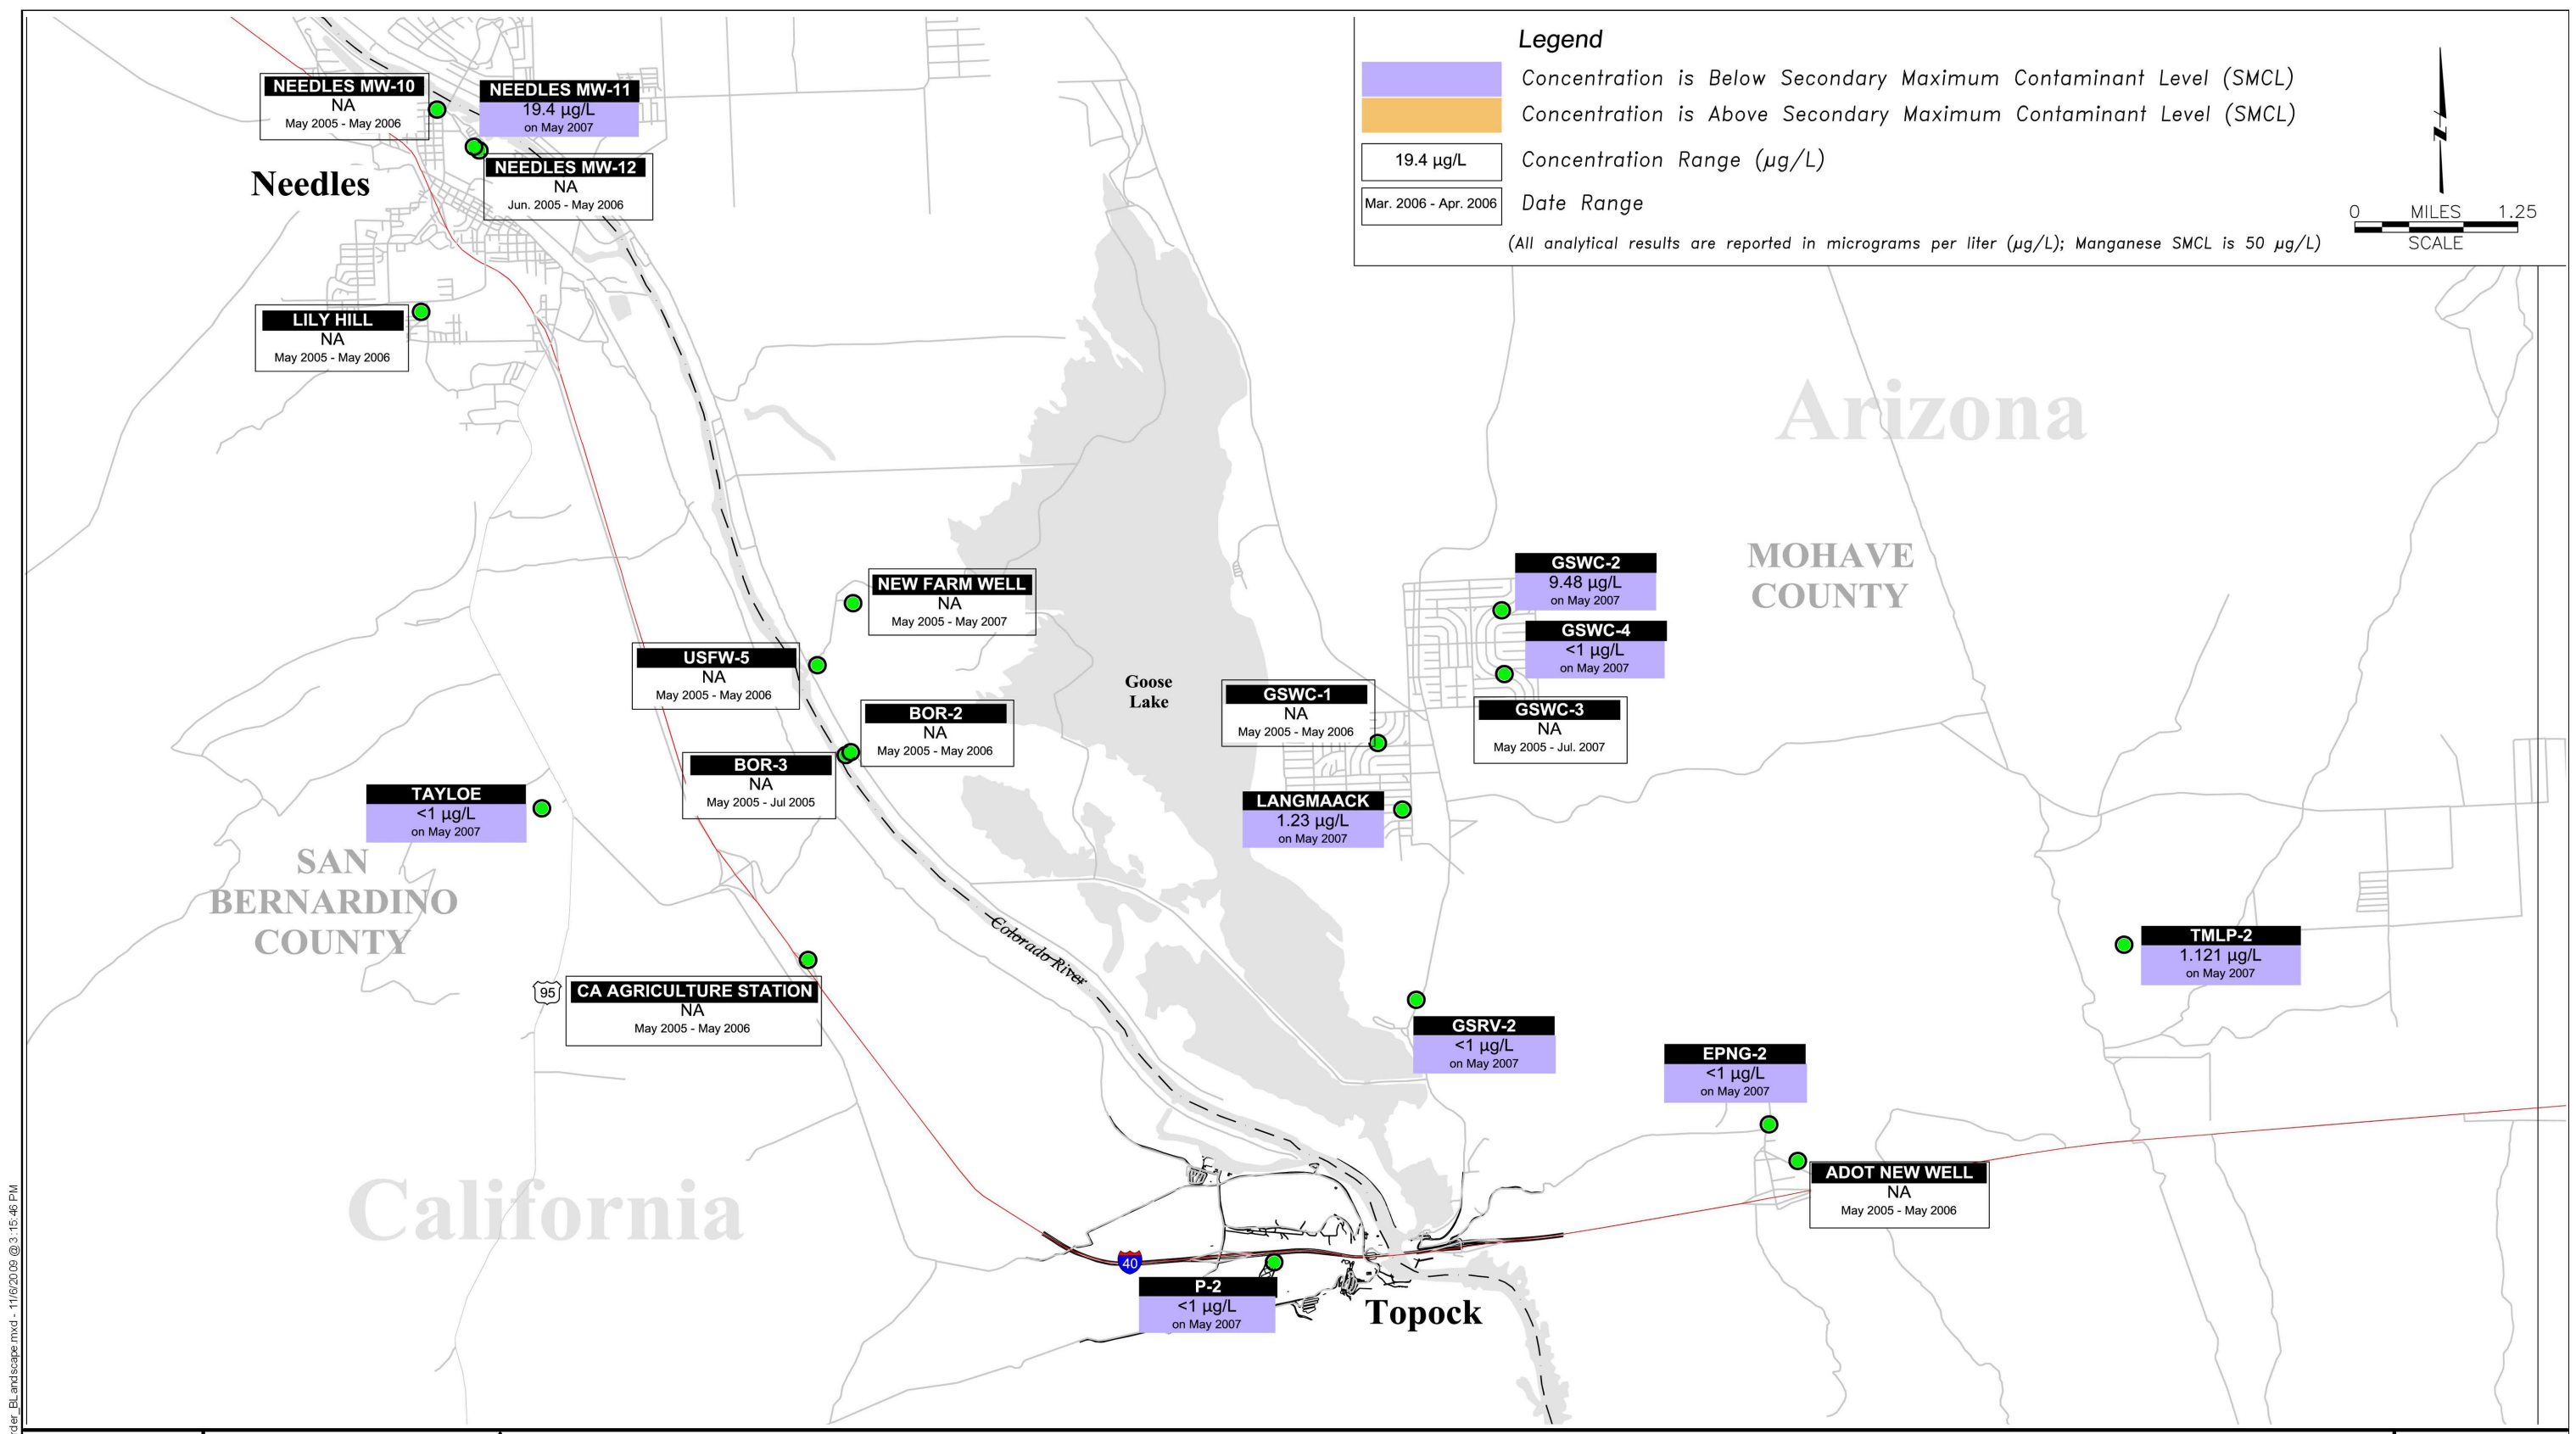 Legend
Concentration is Below Secondary Maximum Contaminant Level (SMCL)
Concentration is Above Secondary Maximum Contaminant Level (SMCL)
19.4 µg/L
Concentration Range (µg/L)
Mar. 2006 - Apr. 2006
Date Range
(All analytical results are reported in micrograms per liter (µg/L); Manganese SMCL is 50 µg/L)
N
0 MILES 1.25
SCALE
NEEDLES MW-10
NA
May 2005 - May 2006
NEEDLES MW-11
19.4 µg/L
on May 2007
NEEDLES MW-12
NA
Jun. 2005 - May 2006
Needles
LILY HILL
NA
May 2005 - May 2006
Arizona
MOHAVE
COUNTY
NEW FARM WELL
NA
May 2005 - May 2007
GSWC-2
9.48 µg/L
on May 2007
GSWC-4
<1 µg/L
on May 2007
USFW-5
NA
May 2005 - May 2006
Goose
Lake
GSWC-1
NA
May 2005 - May 2006
GSWC-3
NA
May 2005 - Jul. 2007
BOR-2
NA
May 2005 - May 2006
BOR-3
NA
May 2005 - Jul 2005
TAYLOE
<1 µg/L
on May 2007
LANGMAACK
1.23 µg/L
on May 2007
SAN
BERNARDINO
COUNTY
Colorado River
TMLP-2
1.121 µg/L
on May 2007
95
CA AGRICULTURE STATION
NA
May 2005 - May 2006
GSRV-2
<1 µg/L
on May 2007
EPNG-2
<1 µg/L
on May 2007
ADOT NEW WELL
NA
May 2005 - May 2006
California
40
P-2
<1 µg/L
on May 2007
Topock
rder_BLandscape.mxd - 11/6/2009 @ 3:15:46 PM